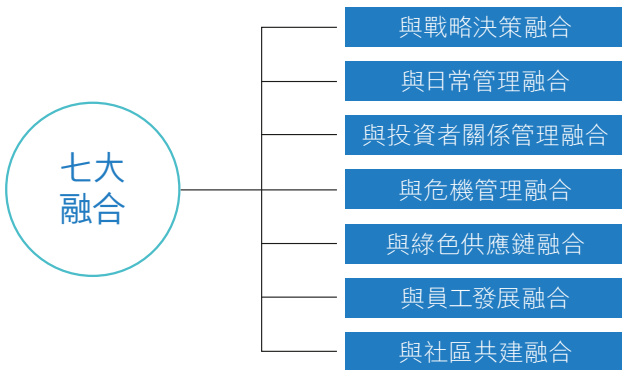 七大
融合
與戰略決策融合
與日常管理融合
與投資者關係管理融合
與危機管理融合
與綠色供應鏈融合
與員工發展融合
與社區共建融合